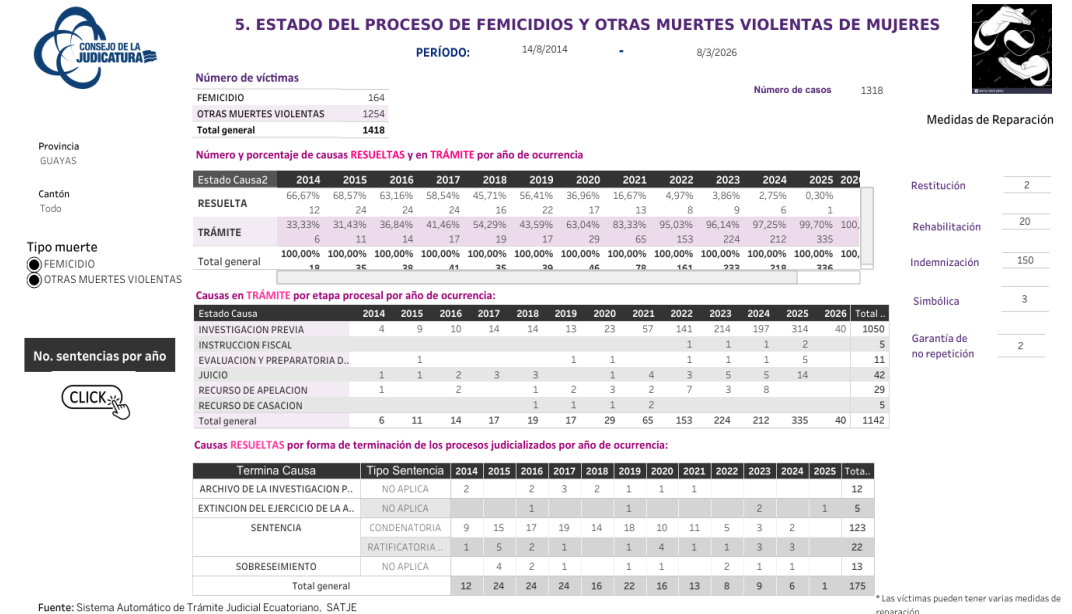 5. ESTADO DEL PROCESO DE FEMICIDIOS Y OTRAS MUERTES VIOLENTAS DE MUJERES
CONSEJO DE LA
JUDICATURA
PERÍODO: 14/8/2014 - 8/3/2026
Número de víctimas
FEMICIDIO 164
OTRAS MUERTES VIOLENTAS 1254
Total general 1418
Número de casos 1318
Medidas de Reparación
Provincia
GUAYAS
Cantón
Todo
Tipo muerte
FEMICIDIO
OTRAS MUERTES VIOLENTAS
No. sentencias por año
CLICK
Número y porcentaje de causas RESUELTAS y en TRÁMITE por año de ocurrencia
Estado Causa2 2014 2015 2016 2017 2018 2019 2020 2021 2022 2023 2024 2025 202
RESUELTA 66,67% 68,57% 63,16% 58,54% 45,71% 56,41% 36,96% 16,67% 4,97% 3,86% 2,75% 0,30%
12 24 24 24 16 22 17 13 8 9 6 1
TRÁMITE 33,33% 31,43% 36,84% 41,46% 54,29% 43,59% 63,04% 83,33% 95,03% 96,14% 97,25% 99,70% 100,
6 11 14 17 19 17 29 65 153 224 212 335
Total general 100,00% 100,00% 100,00% 100,00% 100,00% 100,00% 100,00% 100,00% 100,00% 100,00% 100,00% 100,00% 100,
18 35 38 41 35 39 46 78 161 233 218 336
Restitución 2
Rehabilitación 20
Indemnización 150
Simbólica 3
Garantía de
no repetición 2
Causas en TRÁMITE por etapa procesal por año de ocurrencia:
Estado Causa 2014 2015 2016 2017 2018 2019 2020 2021 2022 2023 2024 2025 2026 Total ..
INVESTIGACION PREVIA 4 9 10 14 14 13 23 57 141 214 197 314 40 1050
INSTRUCCION FISCAL 1 1 1 2 5
EVALUACION Y PREPARATORIA D.. 1 1 1 1 1 1 5 11
JUICIO 1 1 2 3 3 1 4 3 5 5 14 42
RECURSO DE APELACION 1 2 1 2 3 2 7 3 8 29
RECURSO DE CASACION 1 1 1 2 5
Total general 6 11 14 17 19 17 29 65 153 224 212 335 40 1142
Causas RESUELTAS por forma de terminación de los procesos judicializados por año de ocurrencia:
Termina Causa Tipo Sentencia 2014 2015 2016 2017 2018 2019 2020 2021 2022 2023 2024 2025 Tota..
ARCHIVO DE LA INVESTIGACION P.. NO APLICA 2 2 3 2 1 1 1 12
EXTINCION DEL EJERCICIO DE LA A.. NO APLICA 1 1 2 1 5
SENTENCIA CONDENATORIA 9 15 17 19 14 18 10 11 5 3 2 123
RATIFICATORIA .. 1 5 2 1 1 4 1 1 3 3 22
SOBRESEIMIENTO NO APLICA 4 2 1 1 1 2 1 1 13
Total general 12 24 24 24 16 22 16 13 8 9 6 1 175
Fuente: Sistema Automático de Trámite Judicial Ecuatoriano, SATJE
* Las víctimas pueden tener varias medidas de
reparación